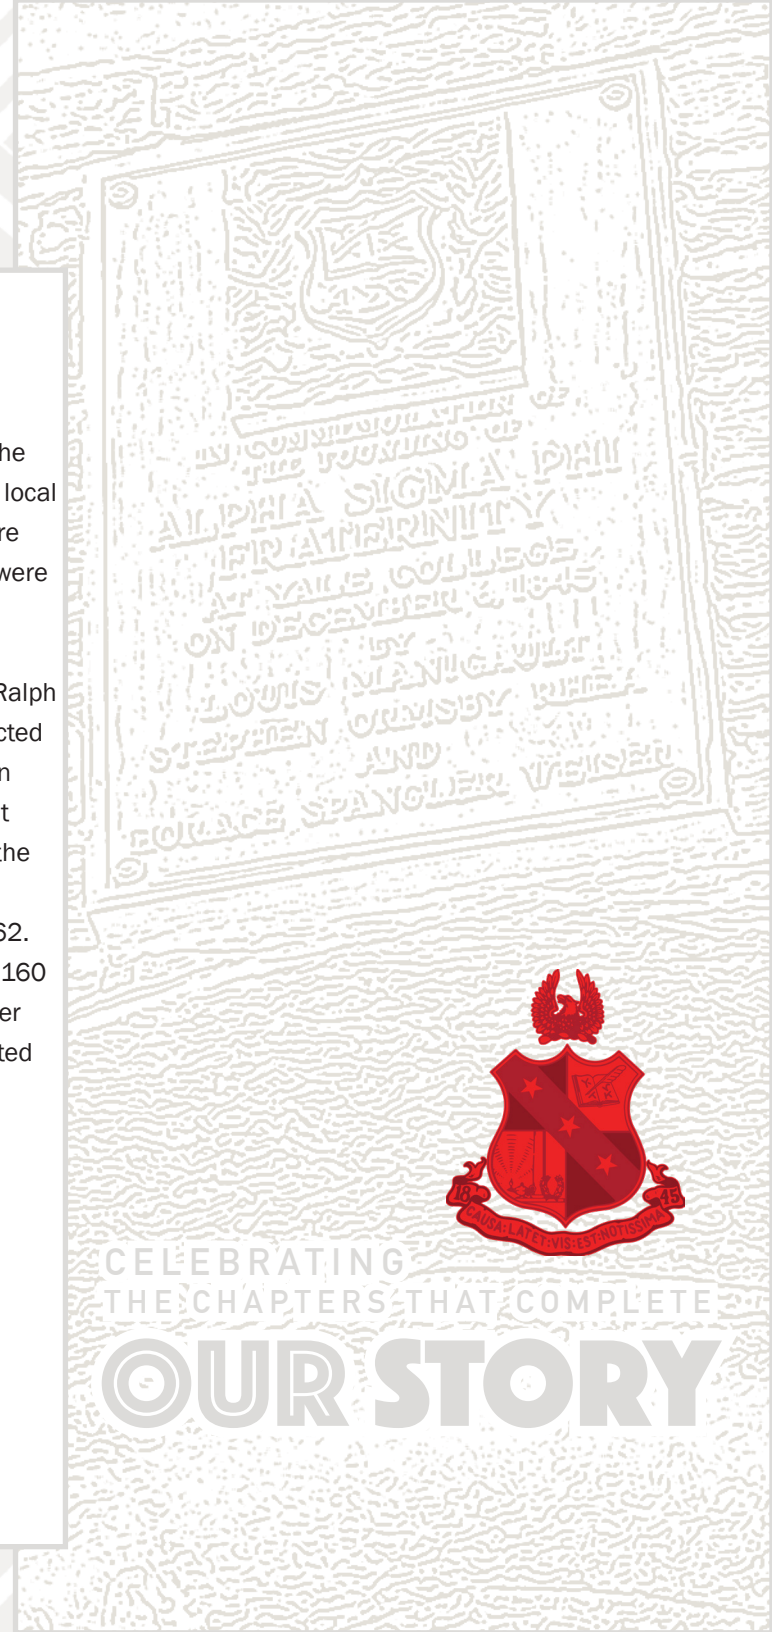 he
local
re
were
Ralph
cted
n
t
the
62.
160
er
ted
IN COMMEMORATION OF
THE FOUNDING OF
ALPHA SIGMA PHI
FRATERNITY
AT YALE COLLEGE
ON DECEMBER 6, 1845
BY
LOUIS MANIGAULT
STEPHEN ORMSBY RHEA
AND
HORACE SPANGLER WEISER
18 45
CAUSA:LATET:VIS:EST:NOTISSIMA
CELEBRATING
THE CHAPTERS THAT COMPLETE
OUR STORY